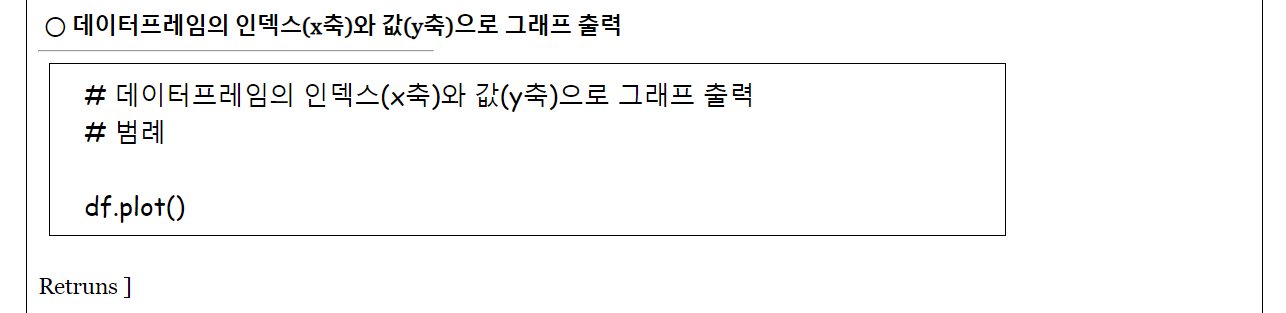 ○ 데이터프레임의 인덱스(x축)와 값(y축)으로 그래프 출력
# 데이터프레임의 인덱스(x축)와 값(y축)으로 그래프 출력
# 범례
df.plot()
Retruns ]